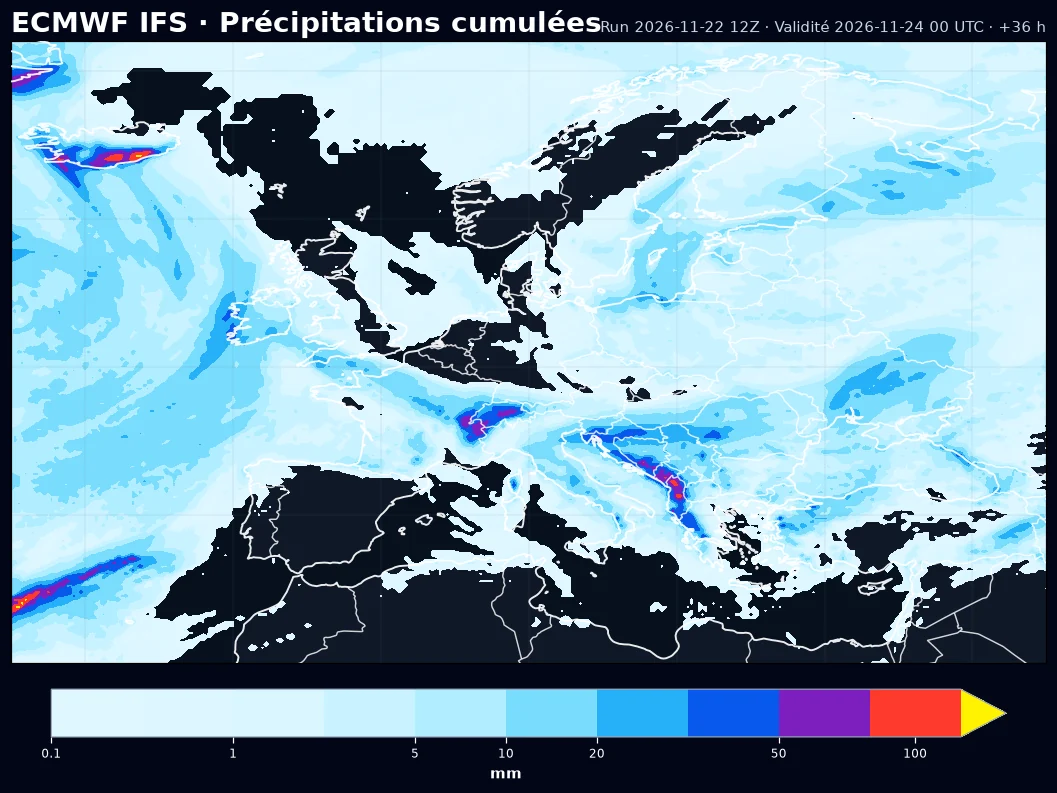 ECMWF IFS · Précipitations cumulées
Run 2026-11-22 12Z · Validité 2026-11-24 00 UTC · +36 h
0.1 1 5 10 20 50 100
mm